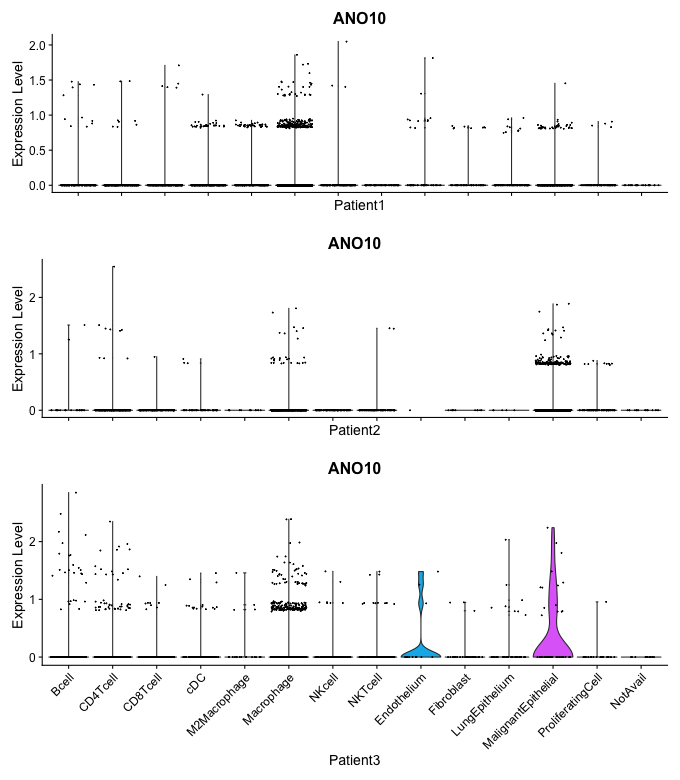 ANO10
Expression Level
2.0
1.5
1.0
0.5
0.0
Patient1
ANO10
Expression Level
2
1
0
Patient2
ANO10
Expression Level
2
1
0
Bcell
CD4Tcell
CD8Tcell
cDC
M2Macrophage
Macrophage
NKcell
NKTcell
Endothelium
Fibroblast
LungEpithelium
MalignantEpithelial
ProliferatingCell
NotAvail
Patient3